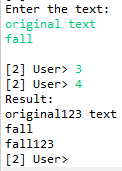 Enter the text:
original text
fall
[2] User> 3
[2] User> 4
Result:
original123 text
fall
fall123
[2] User>